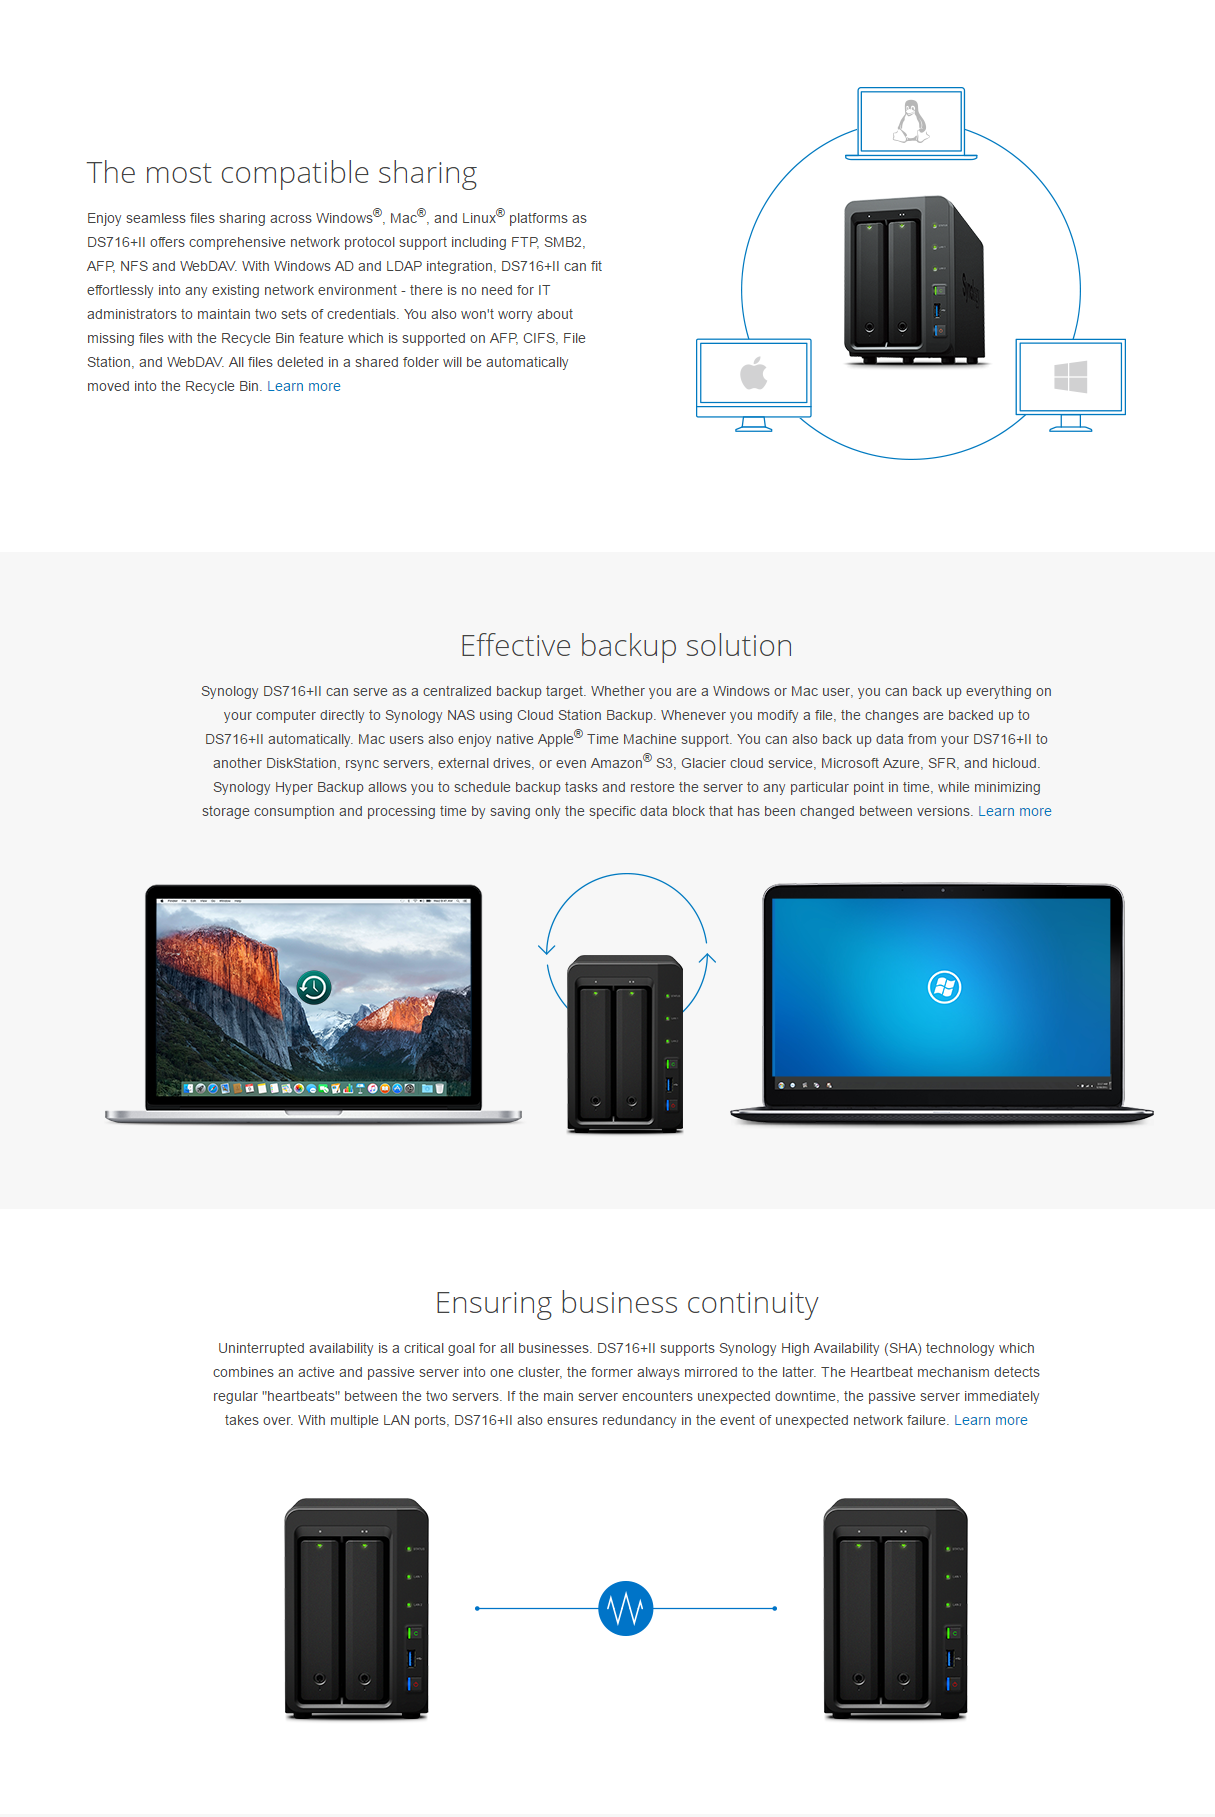 The most compatible sharing
Enjoy seamless files sharing across Windows®, Mac®, and Linux® platforms as
DS716+II offers comprehensive network protocol support including FTP, SMB2,
AFP, NFS and WebDAV. With Windows AD and LDAP integration, DS716+II can fit
effortlessly into any existing network environment - there is no need for IT
administrators to maintain two sets of credentials. You also won't worry about
missing files with the Recycle Bin feature which is supported on AFP, CIFS, File
Station, and WebDAV. All files deleted in a shared folder will be automatically
moved into the Recycle Bin. Learn more
Synology
Effective backup solution
Synology DS716+II can serve as a centralized backup target. Whether you are a Windows or Mac user, you can back up everything on
your computer directly to Synology NAS using Cloud Station Backup. Whenever you modify a file, the changes are backed up to
DS716+II automatically. Mac users also enjoy native Apple® Time Machine support. You can also back up data from your DS716+II to
another DiskStation, rsync servers, external drives, or even Amazon® S3, Glacier cloud service, Microsoft Azure, SFR, and hicloud.
Synology Hyper Backup allows you to schedule backup tasks and restore the server to any particular point in time, while minimizing
storage consumption and processing time by saving only the specific data block that has been changed between versions. Learn more
Ensuring business continuity
Uninterrupted availability is a critical goal for all businesses. DS716+II supports Synology High Availability (SHA) technology which
combines an active and passive server into one cluster, the former always mirrored to the latter. The Heartbeat mechanism detects
regular "heartbeats" between the two servers. If the main server encounters unexpected downtime, the passive server immediately
takes over. With multiple LAN ports, DS716+II also ensures redundancy in the event of unexpected network failure. Learn more